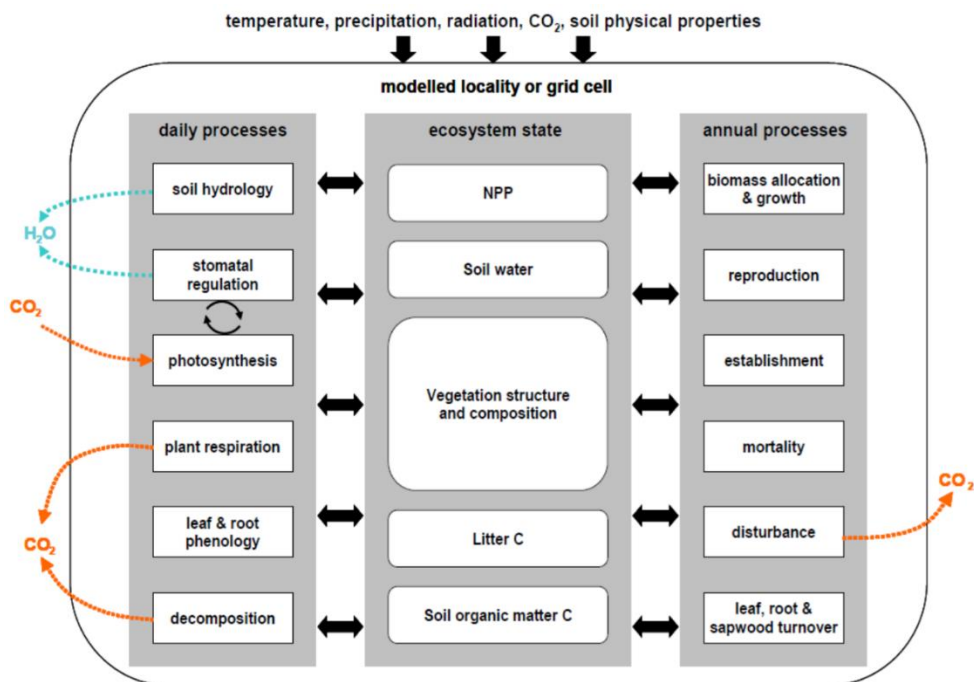 temperature, precipitation, radiation, CO₂, soil physical properties
modelled locality or grid cell
daily processes
soil hydrology
stomatal
regulation
photosynthesis
plant respiration
leaf & root
phenology
decomposition
H₂O
CO₂
CO₂
ecosystem state
NPP
Soil water
Vegetation structure
and composition
Litter C
Soil organic matter C
annual processes
biomass allocation
& growth
reproduction
establishment
mortality
disturbance
leaf, root &
sapwood turnover
CO₂